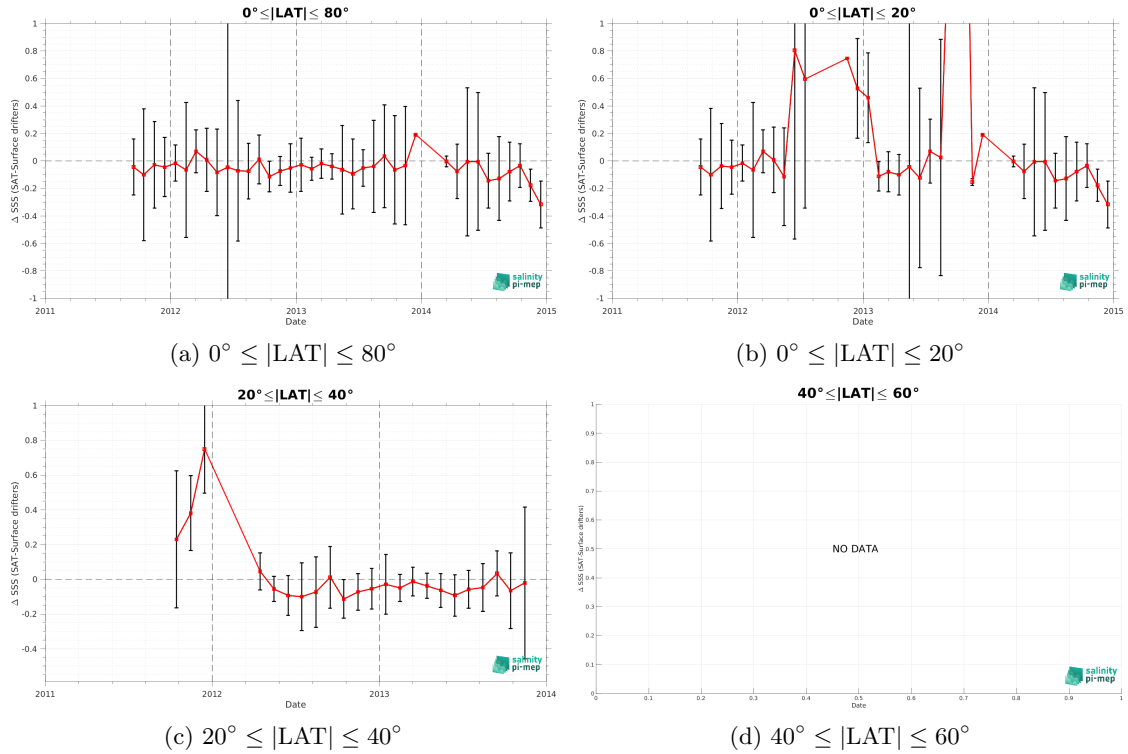 0°≤|LAT|≤ 80°
1
0.8
0.6
0.4
0.2
0
-0.2
-0.4
-0.6
-0.8
-1
Δ SSS (SAT-Surface drifters)
2011
2012
2013
2014
2015
Date
salinity
pi-mep
(a) 0° ≤ |LAT| ≤ 80°
0°≤|LAT|≤ 20°
1
0.8
0.6
0.4
0.2
0
-0.2
-0.4
-0.6
-0.8
-1
Δ SSS (SAT-Surface drifters)
2011
2012
2013
2014
2015
Date
salinity
pi-mep
(b) 0° ≤ |LAT| ≤ 20°
20°≤|LAT|≤ 40°
1
0.8
0.6
0.4
0.2
0
-0.2
-0.4
Δ SSS (SAT-Surface drifters)
2011
2012
2013
2014
Date
salinity
pi-mep
(c) 20° ≤ |LAT| ≤ 40°
40°≤|LAT|≤ 60°
1
0.9
0.8
0.7
0.6
0.5
0.4
0.3
0.2
0.1
0
Δ SSS (SAT-Surface drifters)
NO DATA
0
0.1
0.2
0.3
0.4
0.5
0.6
0.7
0.8
0.9
1
Date
salinity
pi-mep
(d) 40° ≤ |LAT| ≤ 60°